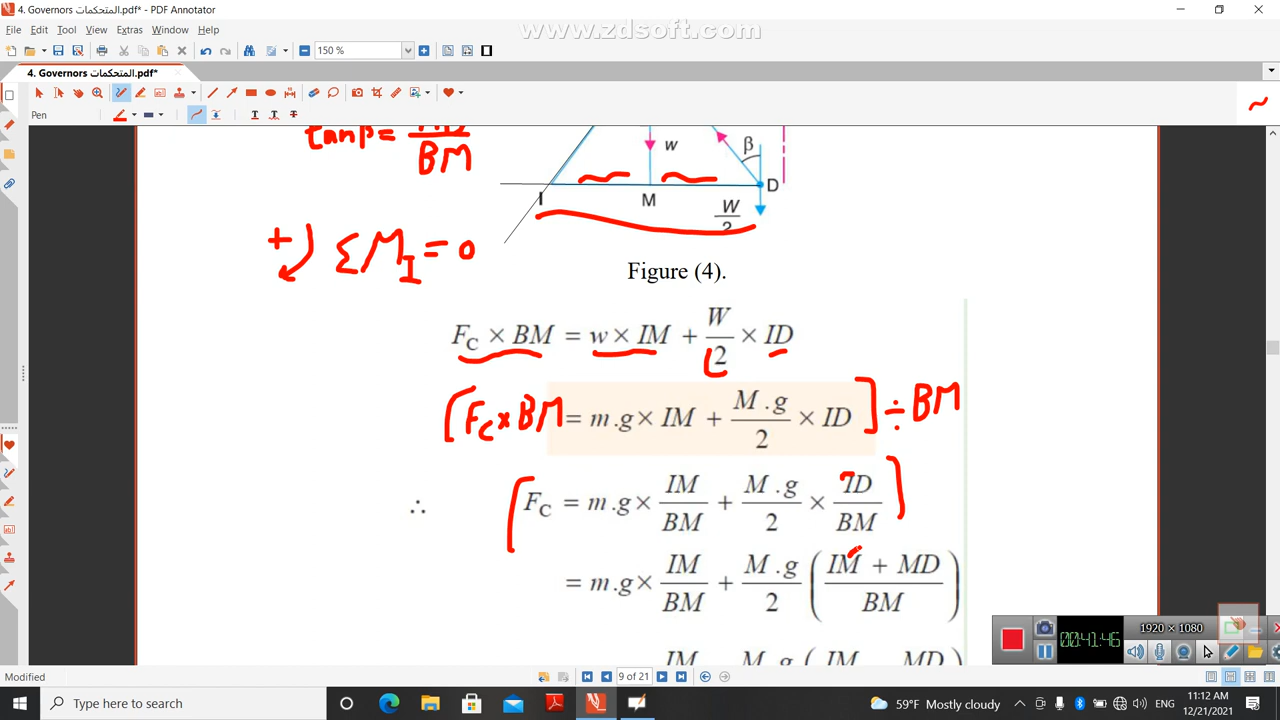 4. Governors المتحكمات.pdf* - PDF Annotator
www.zdsoft.com
File Edit Tool View Extras Window Help
150 %
4. Governors المتحكمات.pdf*
Pen
tanβ=
BM
w
β
I
M
D
W
+ ΣM_I = 0
Figure (4).
F_C × BM = w × IM + W/2 × ID
[F_C × BM = m.g × IM + M.g/2 × ID] ÷ BM
∴ [F_C = m.g × IM/BM + M.g/2 × ID/BM]
= m.g × IM/BM + M.g/2 (IM + MD / BM)
1920 × 1080
00:41:46
Modified
9 of 21
Type here to search
59°F Mostly cloudy
ENG
11:12 AM
12/21/2021